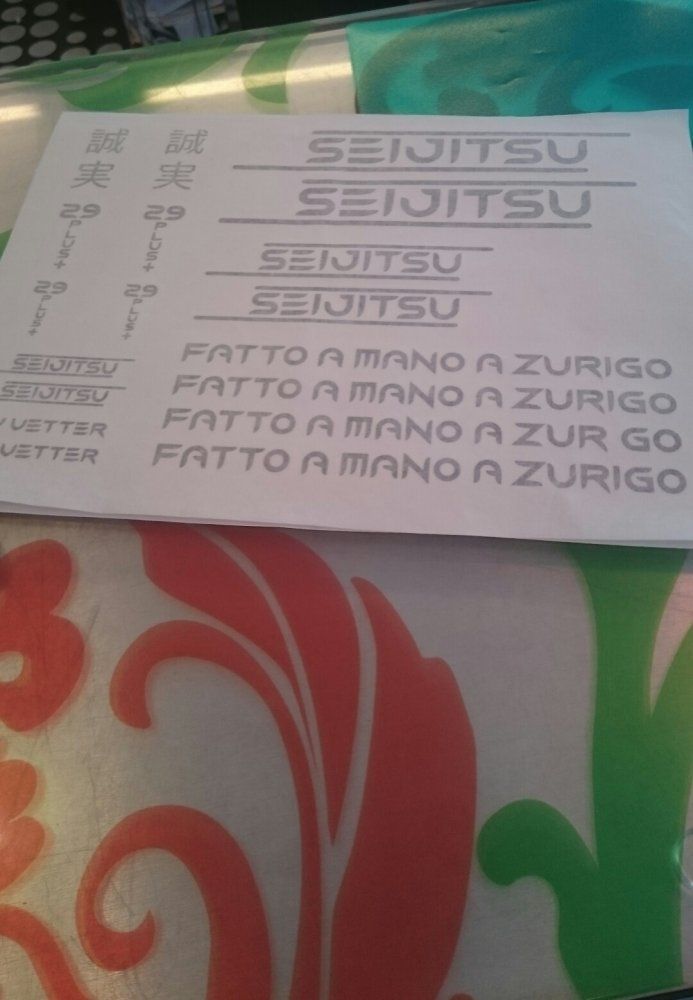 誠実
誠実
SEIJITSU
SEIJITSU
29 PLUS+
29 PLUS+
SEIJITSU
29 PLUS+
29 PLUS+
SEIJITSU
SEIJITSU
FATTO A MANO A ZURIGO
SEIJITSU
FATTO A MANO A ZURIGO
VETTER
FATTO A MANO A ZUR GO
VETTER
FATTO A MANO A ZURIGO